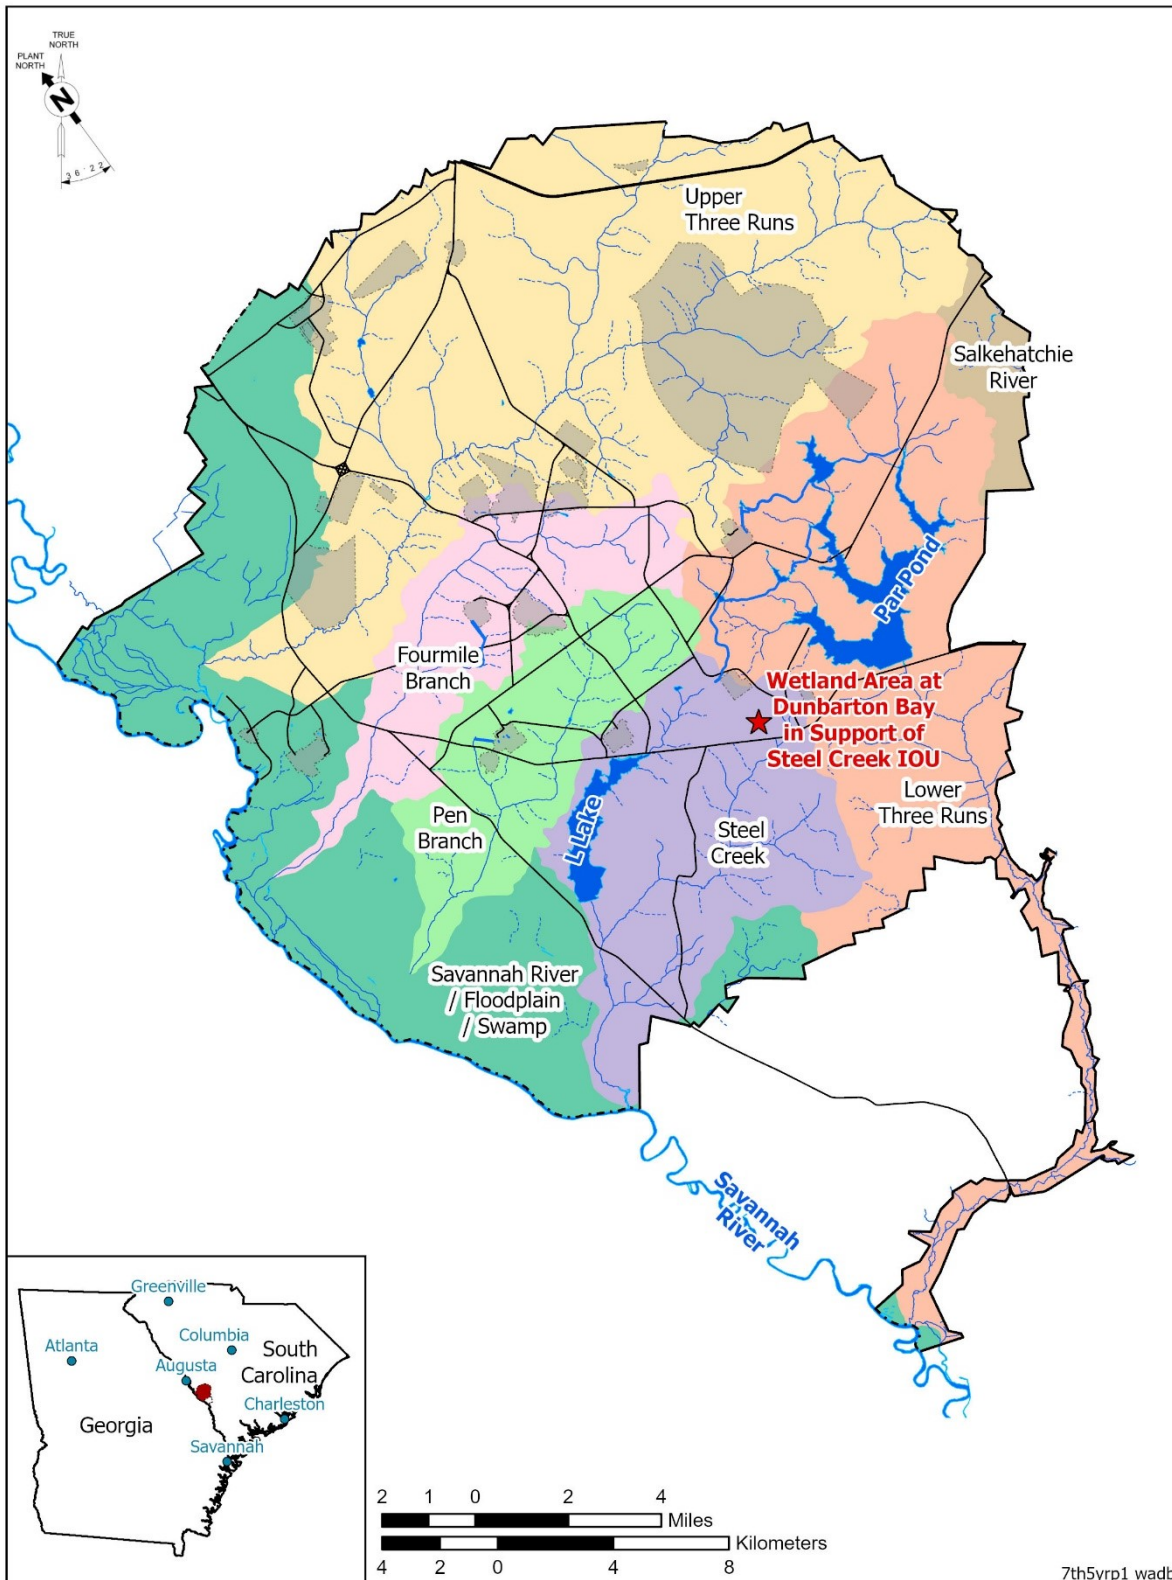 TRUE
NORTH
PLANT
NORTH
N
36-22
Upper
Three Runs
Salkehatchie
River
Par Pond
Fourmile
Branch
Wetland Area at
Dunbarton Bay
in Support of
Steel Creek IOU
Lower
Three Runs
L Lake
Pen
Branch
Steel
Creek
Savannah River
/ Floodplain
/ Swamp
Savannah
River
Greenville
Atlanta
Columbia
South
Carolina
Augusta
Georgia
Charleston
Savannah
2 1 0 2 4
Miles
Kilometers
4 2 0 4 8
7th5yrp1 wadb